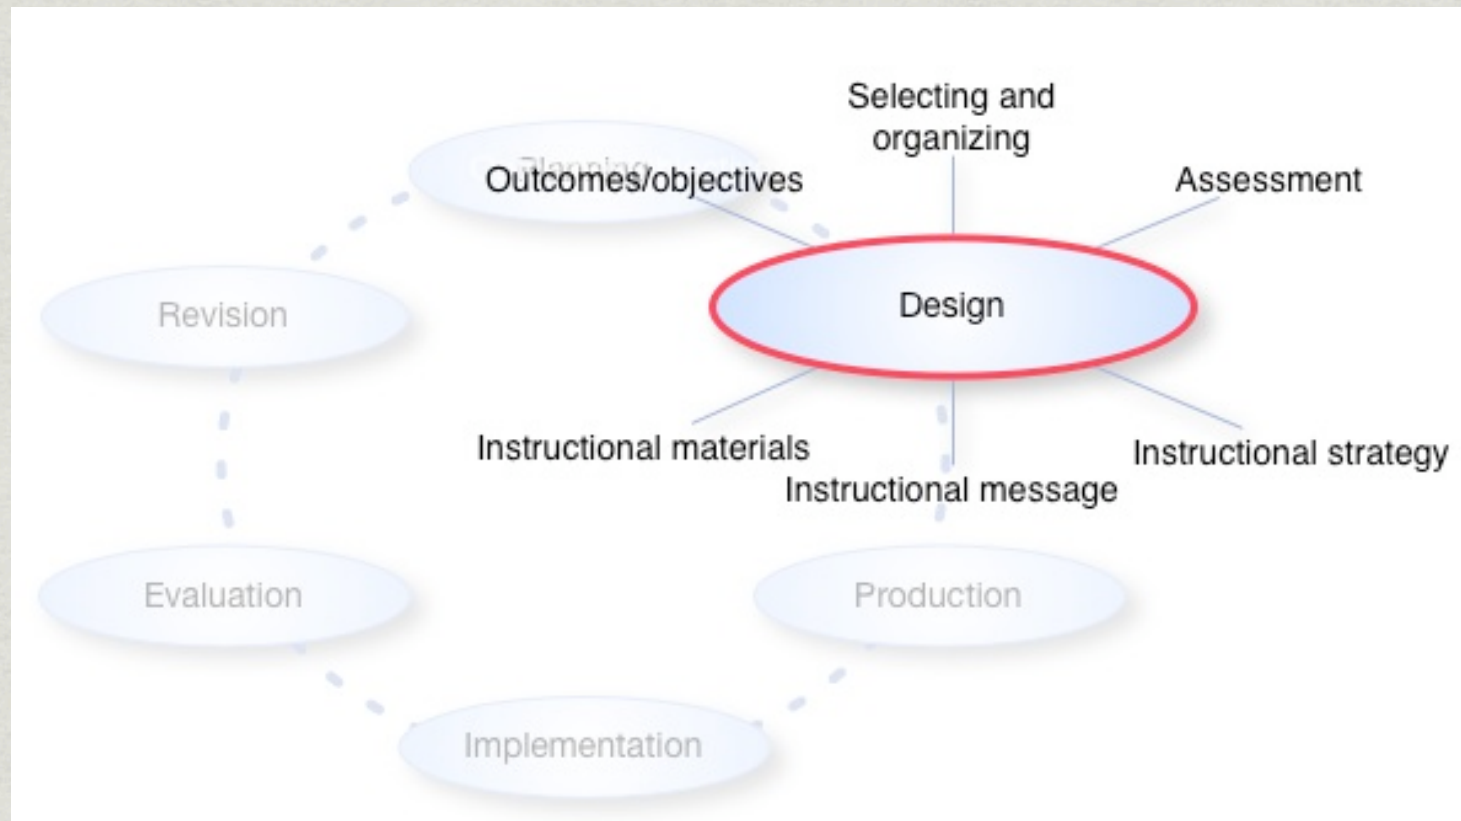 Selecting and
organizing
Outcomes/objectives
Assessment
Design
Revision
Instructional materials
Instructional strategy
Instructional message
Evaluation
Production
Implementation